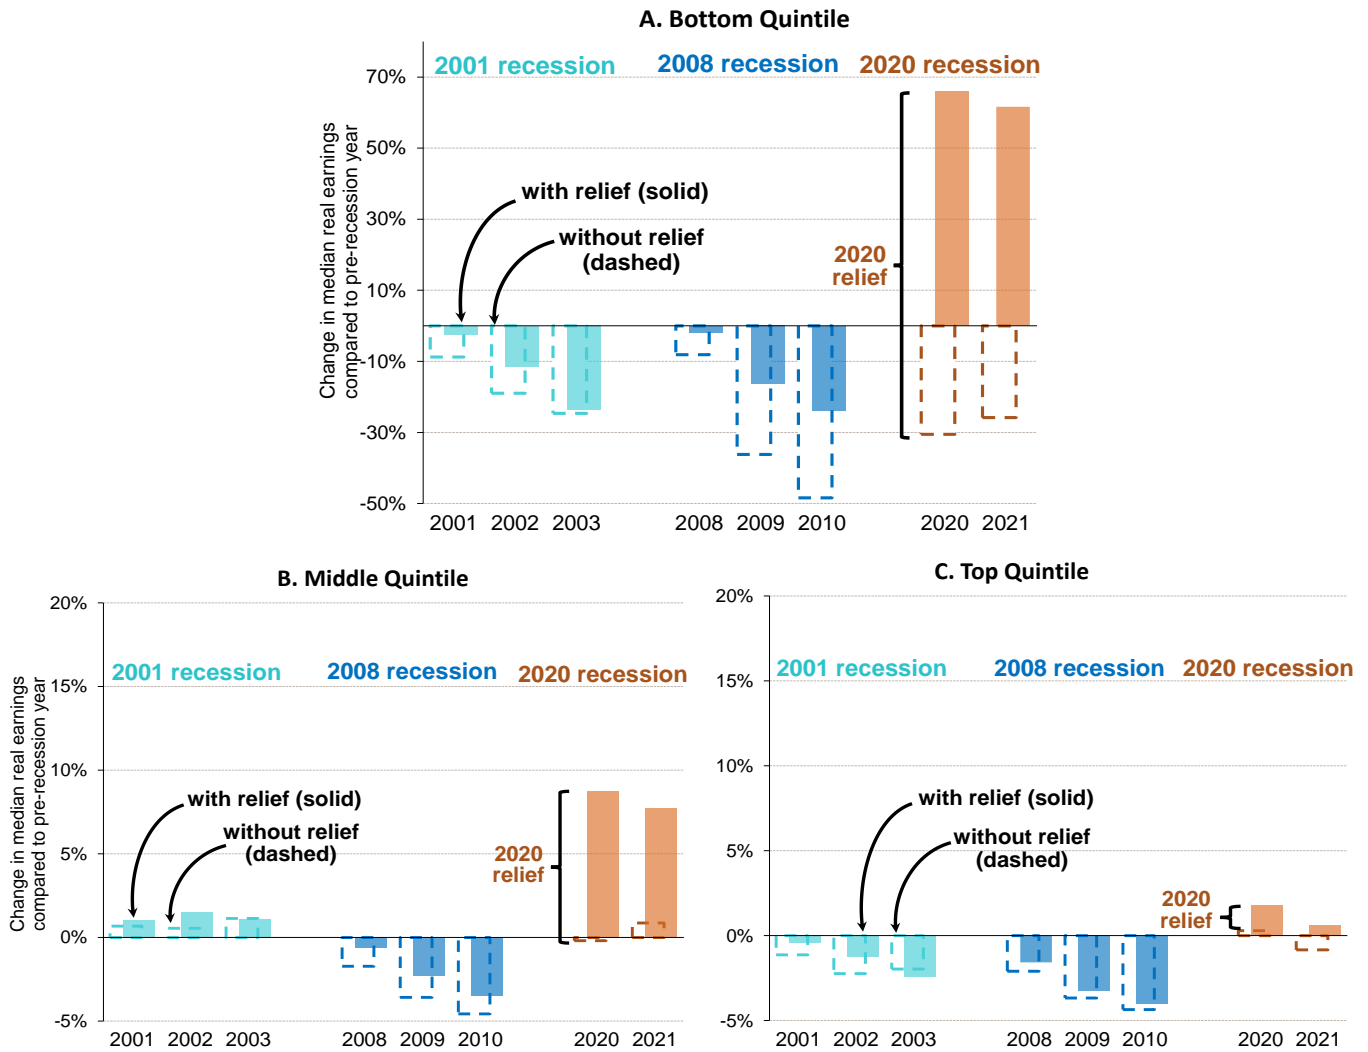 A. Bottom Quintile
2001 recession
2008 recession
2020 recession
Change in median real earnings
compared to pre-recession year
70%
50%
30%
10%
-10%
-30%
-50%
with relief (solid)
without relief
(dashed)
2020
relief
2001
2002
2003
2008
2009
2010
2020
2021
B. Middle Quintile
Change in median real earnings
compared to pre-recession year
20%
15%
10%
5%
0%
-5%
2001 recession
2008 recession
2020 recession
with relief (solid)
without relief
(dashed)
2020
relief
2001
2002
2003
2008
2009
2010
2020
2021
C. Top Quintile
20%
15%
10%
5%
0%
-5%
2001 recession
2008 recession
2020 recession
with relief (solid)
without relief
(dashed)
2020
relief
2001
2002
2003
2008
2009
2010
2020
2021